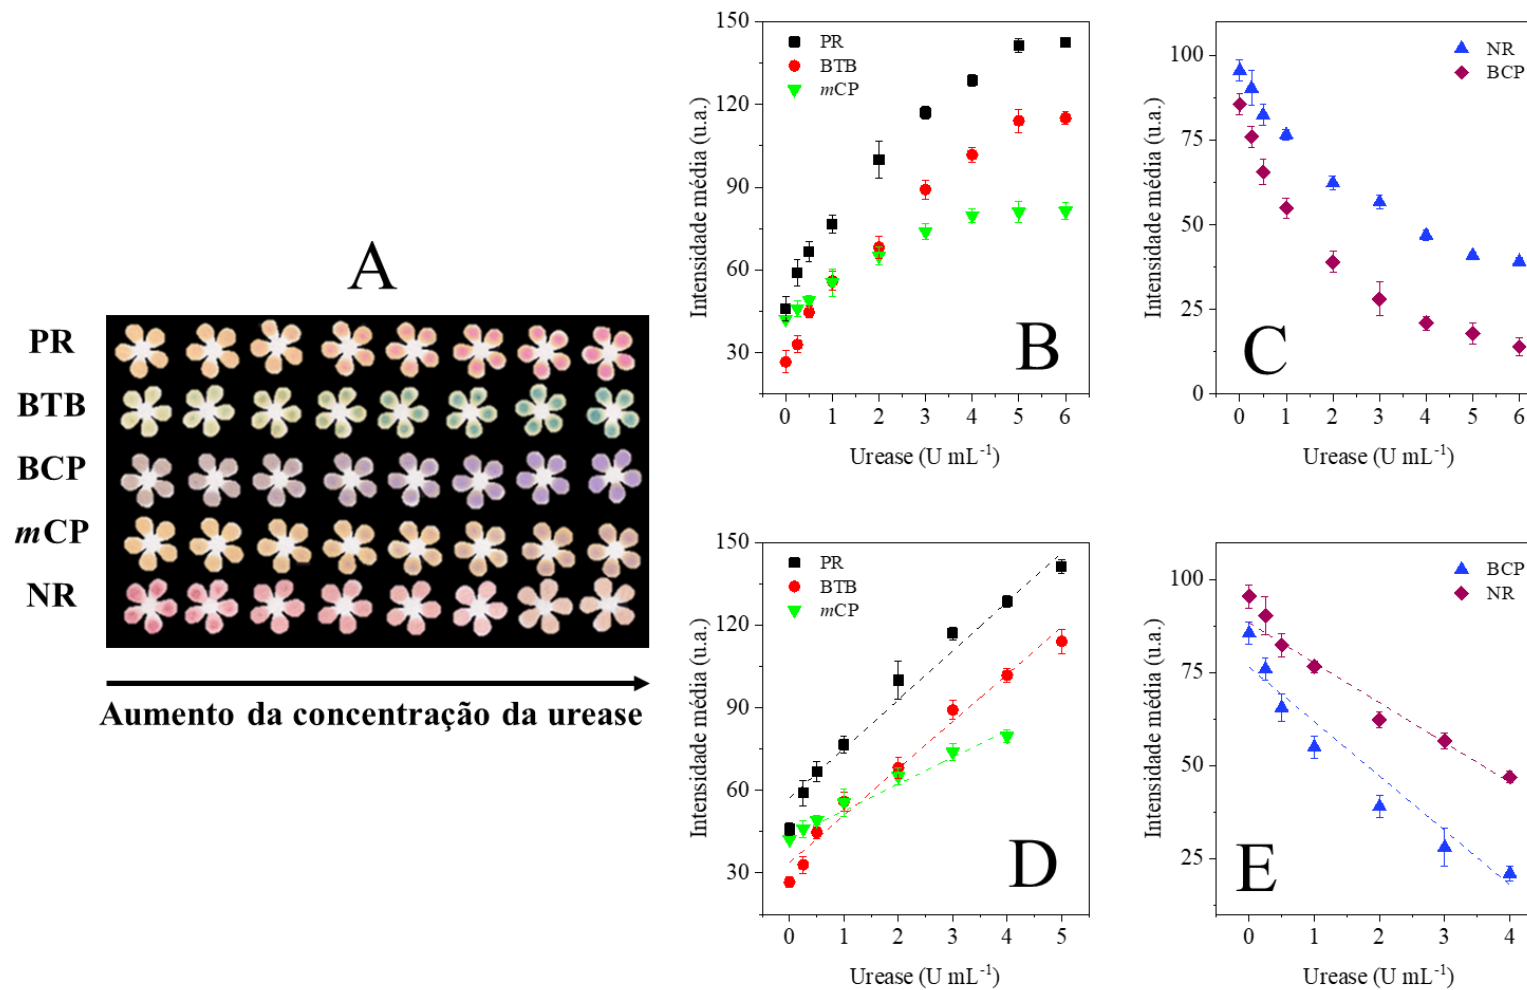 A
PR
BTB
BCP
mCP
NR
Aumento da concentração da urease
150
120
90
60
30
Intensidade média (u.a.)
PR
BTB
mCP
B
0 1 2 3 4 5 6
Urease (U mL⁻¹)
100
75
50
25
0
Intensidade média (u.a.)
NR
BCP
C
0 1 2 3 4 5 6
Urease (U mL⁻¹)
150
120
90
60
30
Intensidade média (u.a.)
PR
BTB
mCP
D
0 1 2 3 4 5
Urease (U mL⁻¹)
100
75
50
25
Intensidade média (u.a.)
BCP
NR
E
0 1 2 3 4
Urease (U mL⁻¹)